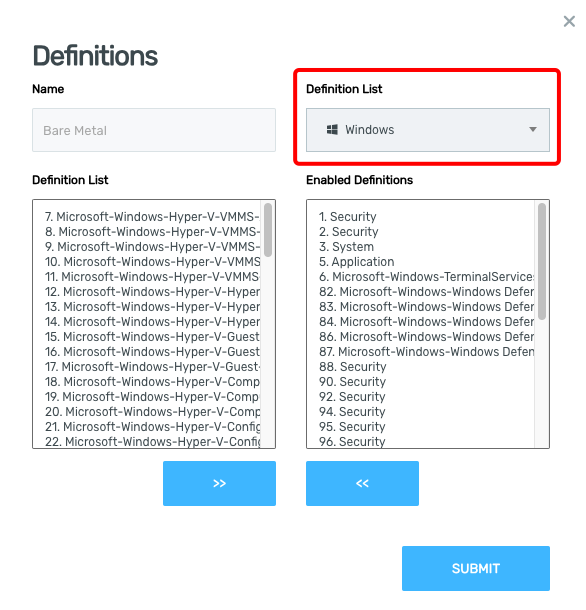 Definitions
Name
Definition List
Bare Metal
Windows
Definition List
Enabled Definitions
7. Microsoft-Windows-Hyper-V-VMMS-
8. Microsoft-Windows-Hyper-V-VMMS-
9. Microsoft-Windows-Hyper-V-VMMS-
10. Microsoft-Windows-Hyper-V-VMMS
11. Microsoft-Windows-Hyper-V-VMMS-
12. Microsoft-Windows-Hyper-V-Hyper
13. Microsoft-Windows-Hyper-V-Hyper
14. Microsoft-Windows-Hyper-V-Hyper
15. Microsoft-Windows-Hyper-V-Guest
16. Microsoft-Windows-Hyper-V-Guest
17. Microsoft-Windows-Hyper-V-Guest-
18. Microsoft-Windows-Hyper-V-Comp
19. Microsoft-Windows-Hyper-V-Comp
20. Microsoft-Windows-Hyper-V-Comp
21. Microsoft-Windows-Hyper-V-Config
22. Microsoft-Windows-Hyper-V-Config
1. Security
2. Security
3. System
5. Application
6. Microsoft-Windows-TerminalServices
82. Microsoft-Windows-Windows Defen
83. Microsoft-Windows-Windows Defen
84. Microsoft-Windows-Windows Defen
86. Microsoft-Windows-Windows Defen
87. Microsoft-Windows-Windows Defen
88. Security
90. Security
92. Security
94. Security
95. Security
96. Security
>>
<<
SUBMIT